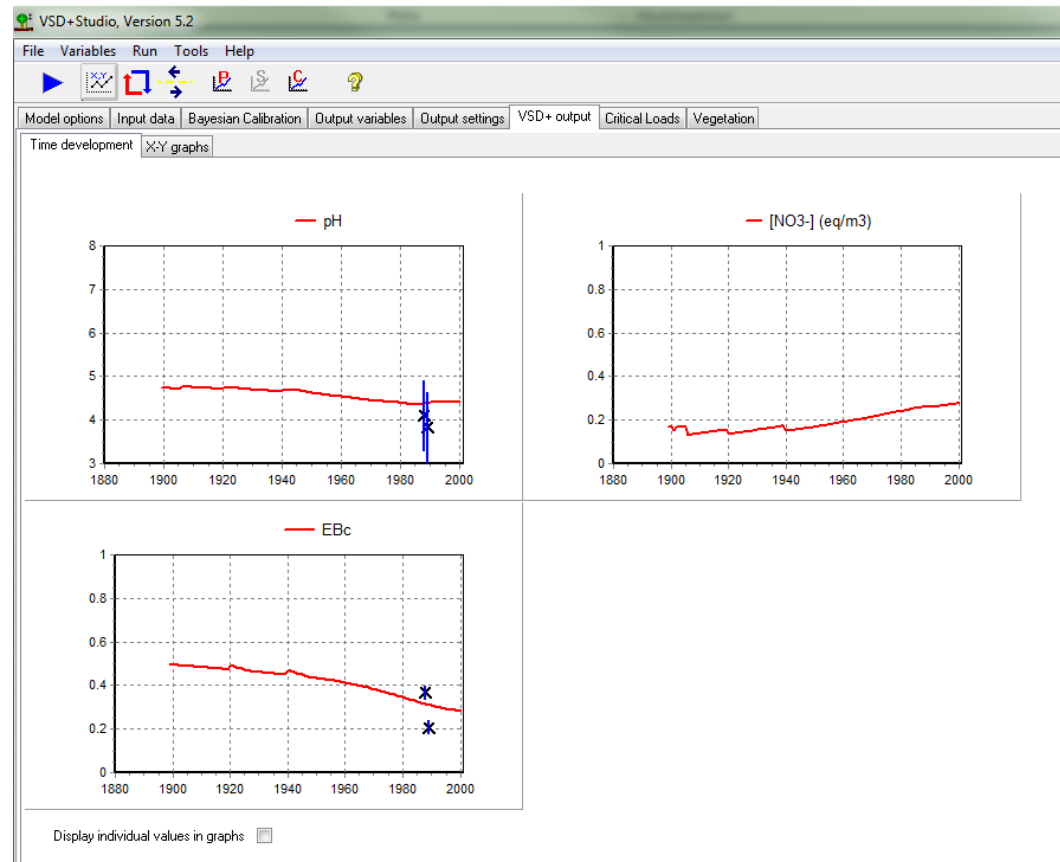 VSD+Studio, Version 5.2
File Variables Run Tools Help
X-Y P S C ?
Model options Input data Bayesian Calibration Output variables Output settings VSD+ output Critical Loads Vegetation
Time development X-Y graphs
pH
8
7
6
5
4
3
1880 1900 1920 1940 1960 1980 2000
[NO3-] (eq/m3)
1
0.8
0.6
0.4
0.2
0
1880 1900 1920 1940 1960 1980 2000
EBc
1
0.8
0.6
0.4
0.2
0
1880 1900 1920 1940 1960 1980 2000
Display individual values in graphs